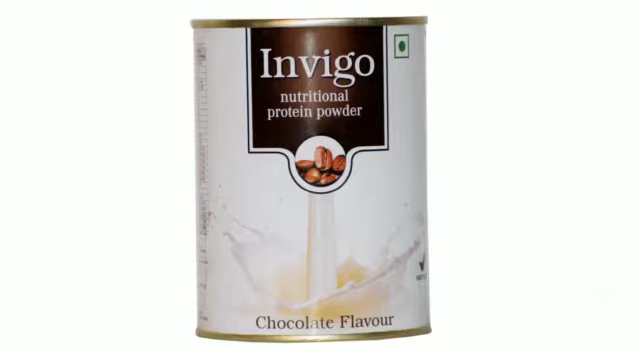 Invigo
nutritional
protein powder
Chocolate Flavour